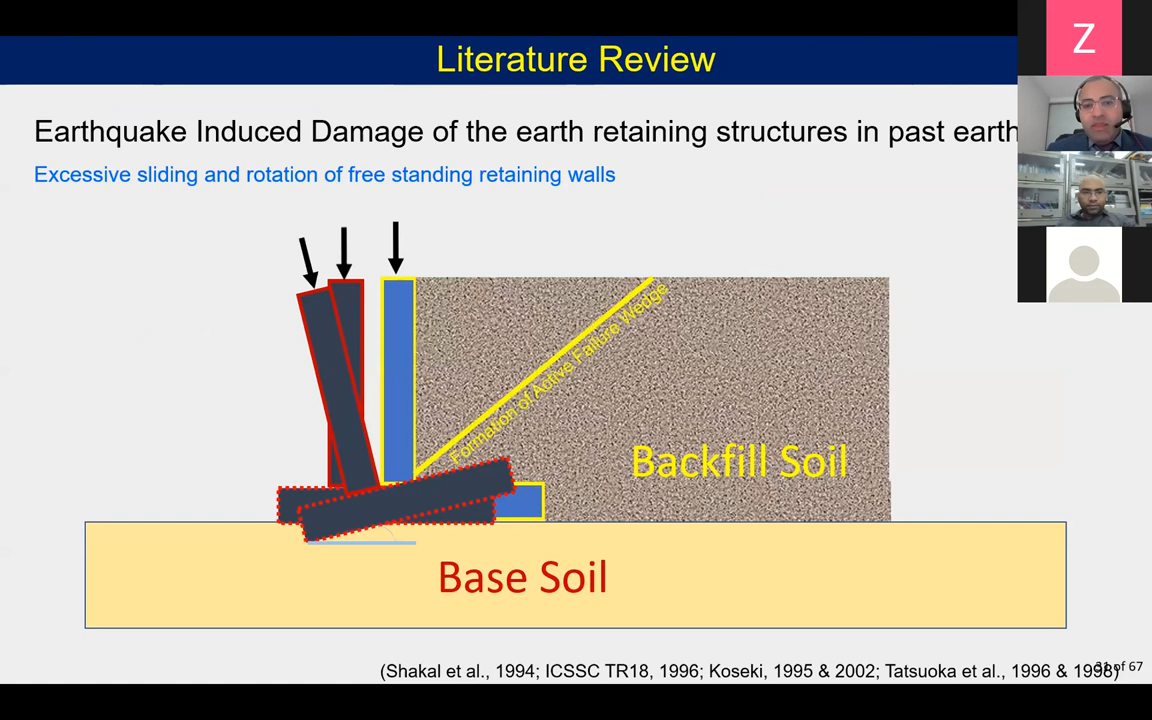 Literature Review
Z
Earthquake Induced Damage of the earth retaining structures in past earth
Excessive sliding and rotation of free standing retaining walls
Formation of Active Failure Wedge
Backfill Soil
Base Soil
(Shakal et al., 1994; ICSSC TR18, 1996; Koseki, 1995 & 2002; Tatsuoka et al., 1996 & 1998)
31 of 67